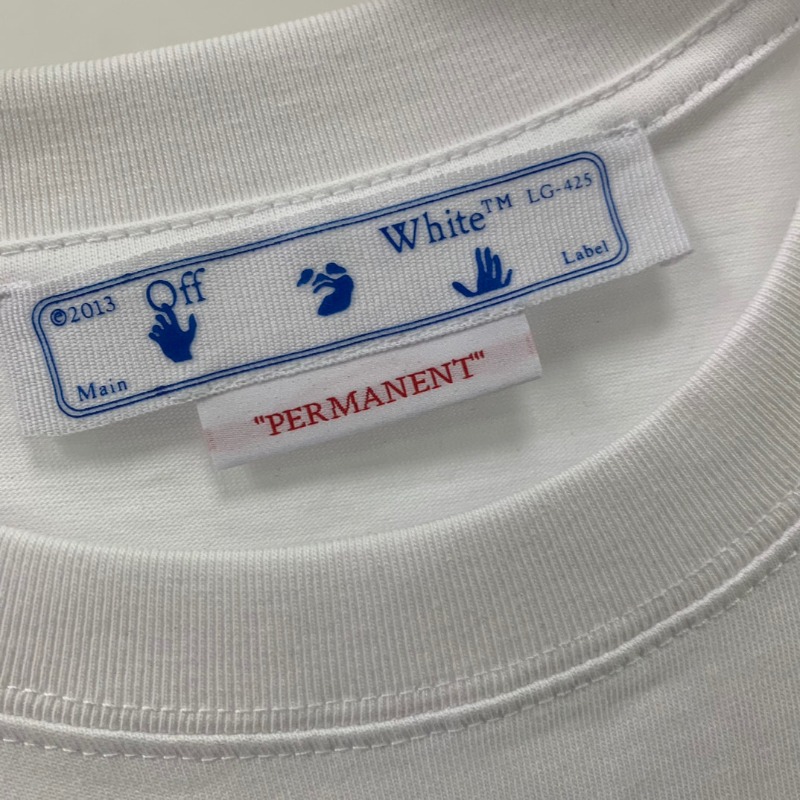 ©2013 Off White™ LG-425
Main Label
"PERMANENT"